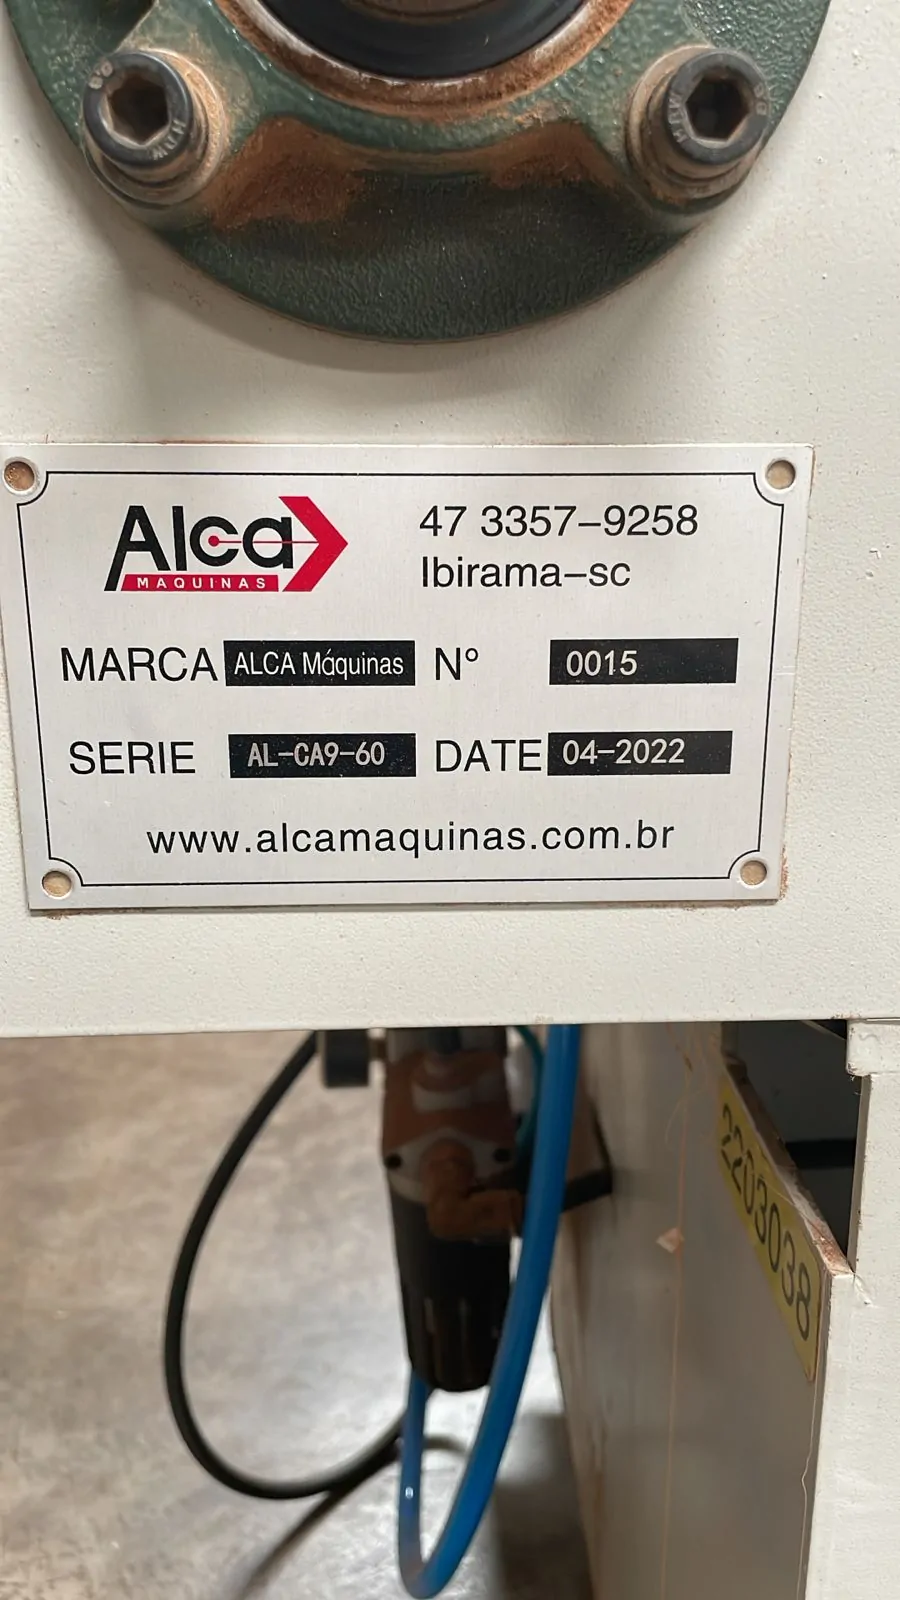 Alca
MAQUINAS
47 3357-9258
Ibirama-sc
MARCA ALCA Máquinas Nº 0015
SERIE AL-CA9-60 DATE 04-2022
www.alcamaquinas.com.br
2203038